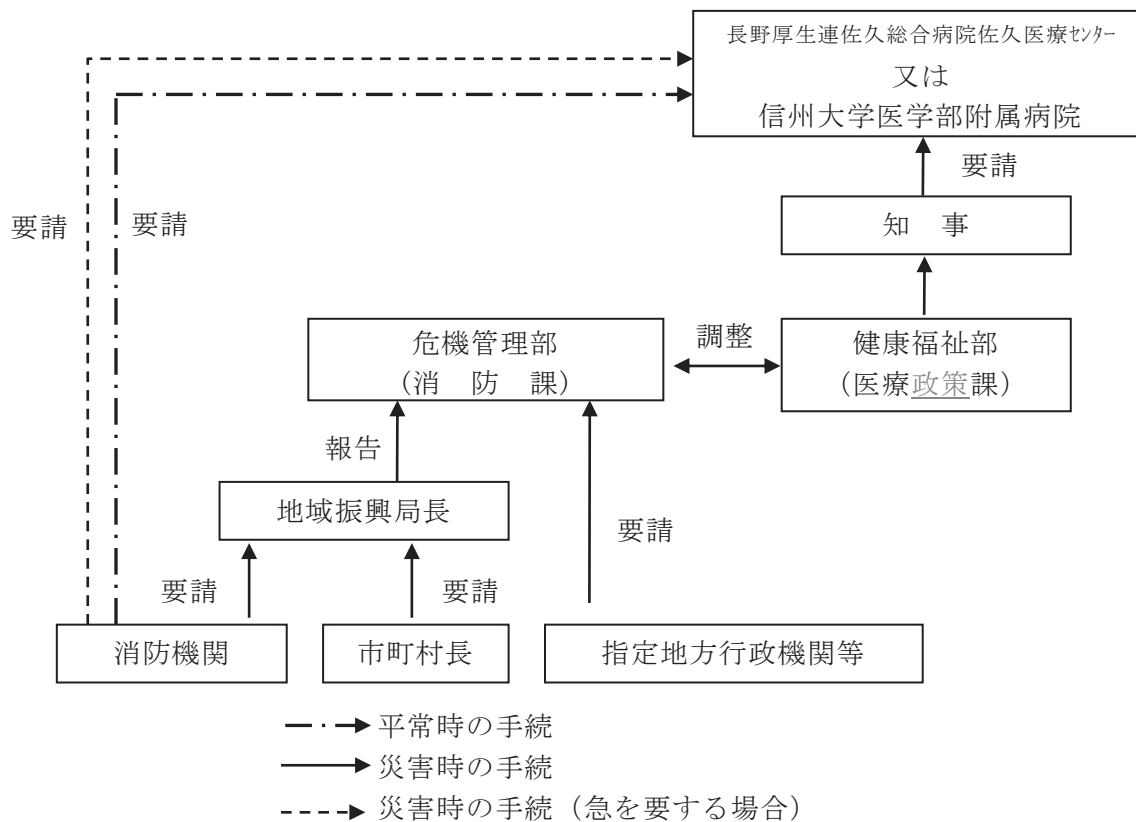 長野厚生連佐久総合病院佐久医療ｾﾝﾀｰ
又は
信州大学医学部附属病院
要請
知　事
要請
要請
危機管理部
（消　防　課）
調整
健康福祉部
（医療政策課）
報告
地域振興局長
要請
要請
要請
消防機関
市町村長
指定地方行政機関等
平常時の手続
災害時の手続
災害時の手続（急を要する場合）